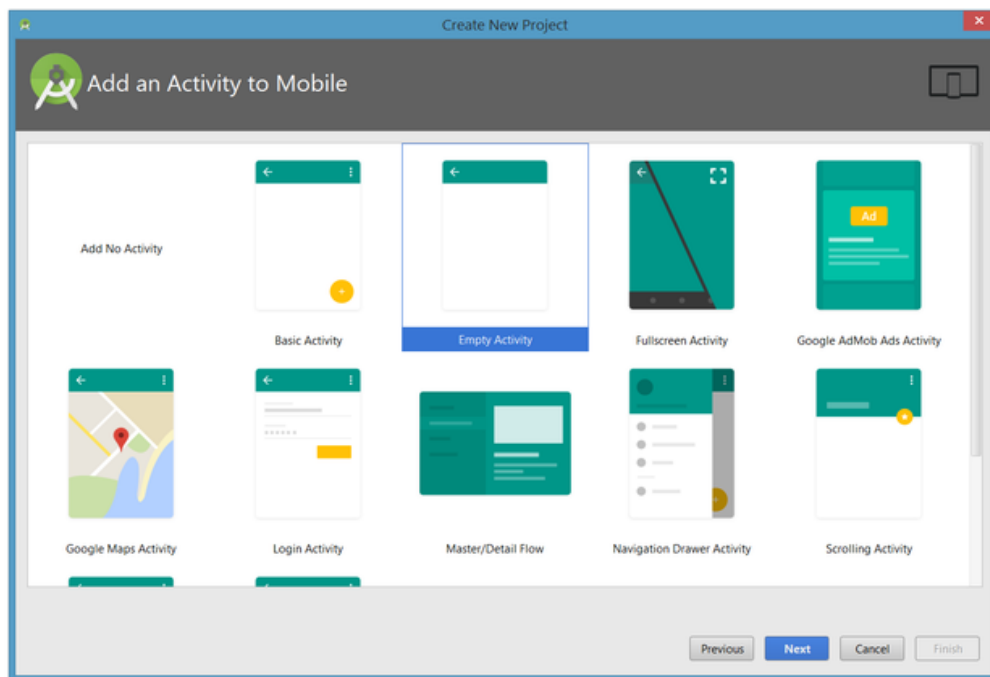 Create New Project
Add an Activity to Mobile
Add No Activity
Ad
Basic Activity
Empty Activity
Fullscreen Activity
Google AdMob Ads Activity
Google Maps Activity
Login Activity
Master/Detail Flow
Navigation Drawer Activity
Scrolling Activity
Previous
Next
Cancel
Finish